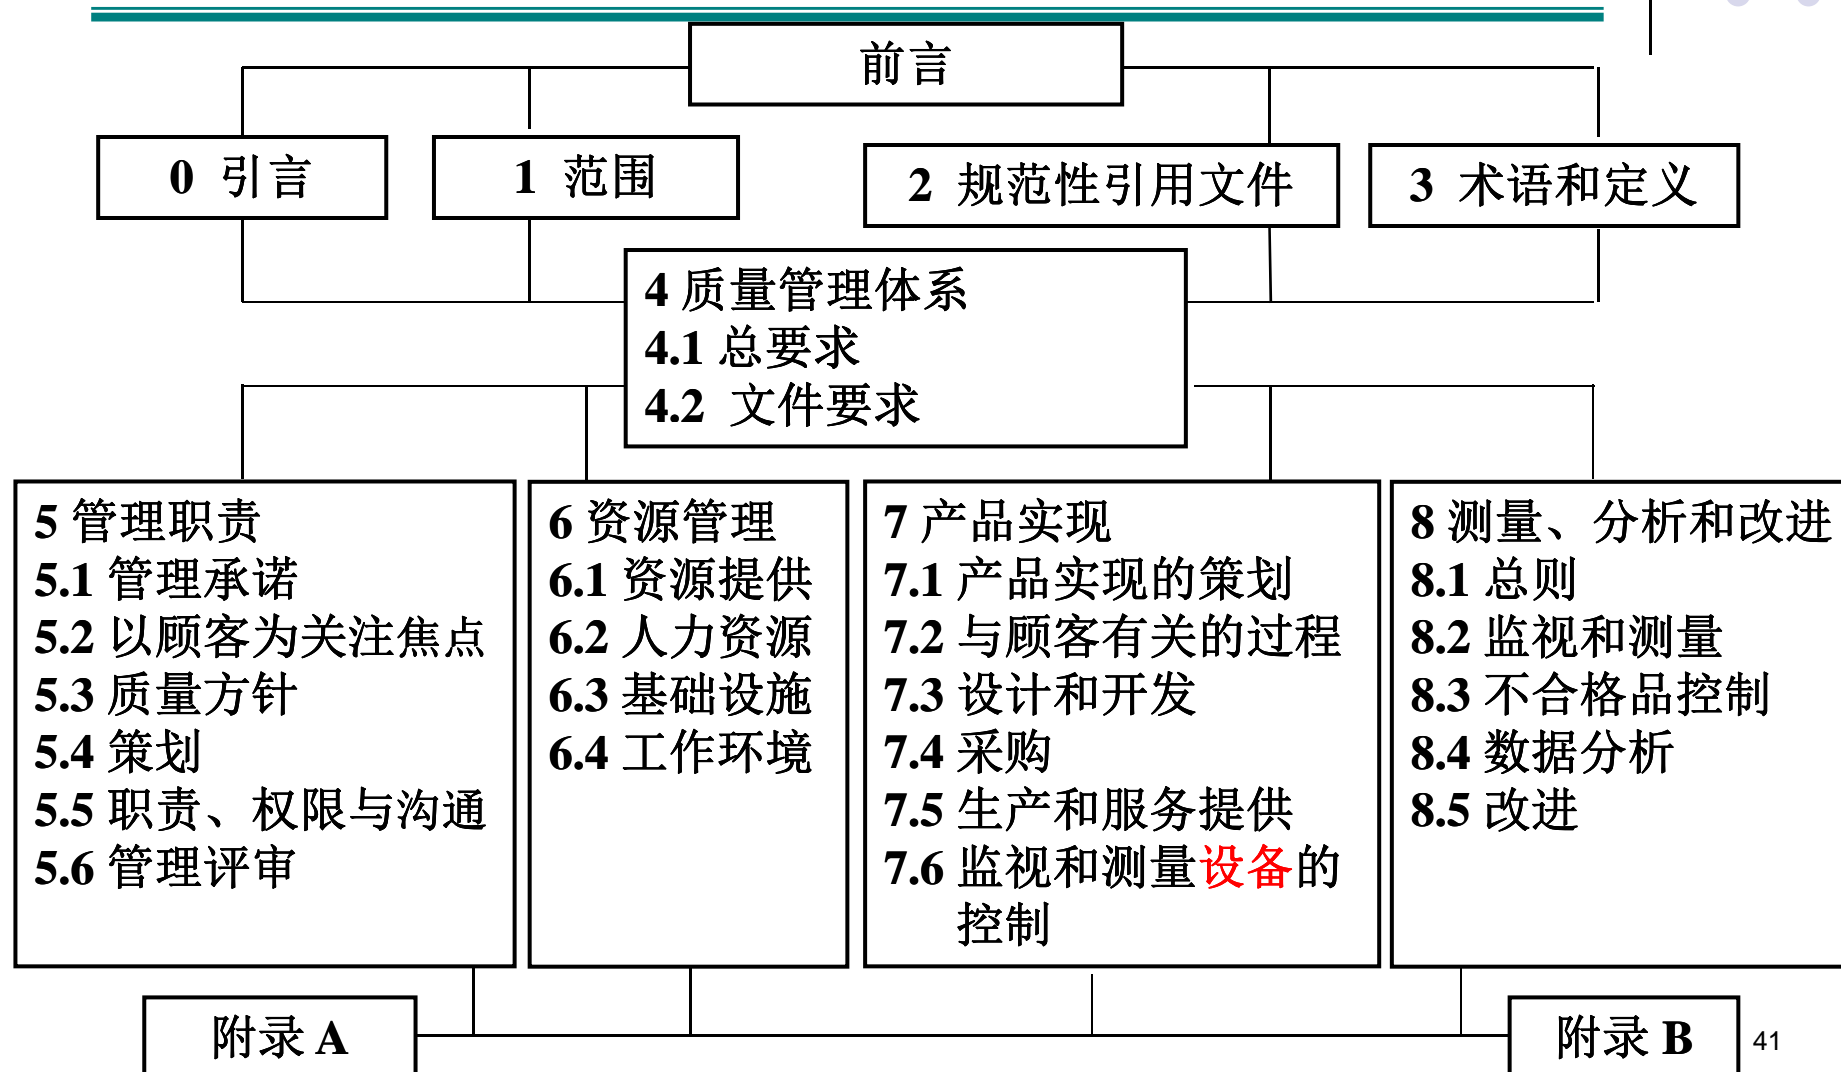 前言
0 引言
1 范围
2 规范性引用文件
3 术语和定义
4 质量管理体系
4.1 总要求
4.2 文件要求
5 管理职责
5.1 管理承诺
5.2 以顾客为关注焦点
5.3 质量方针
5.4 策划
5.5 职责、权限与沟通
5.6 管理评审
6 资源管理
6.1 资源提供
6.2 人力资源
6.3 基础设施
6.4 工作环境
7 产品实现
7.1 产品实现的策划
7.2 与顾客有关的过程
7.3 设计和开发
7.4 采购
7.5 生产和服务提供
7.6 监视和测量设备的
控制
8 测量、分析和改进
8.1 总则
8.2 监视和测量
8.3 不合格品控制
8.4 数据分析
8.5 改进
附录 A
附录 B
41